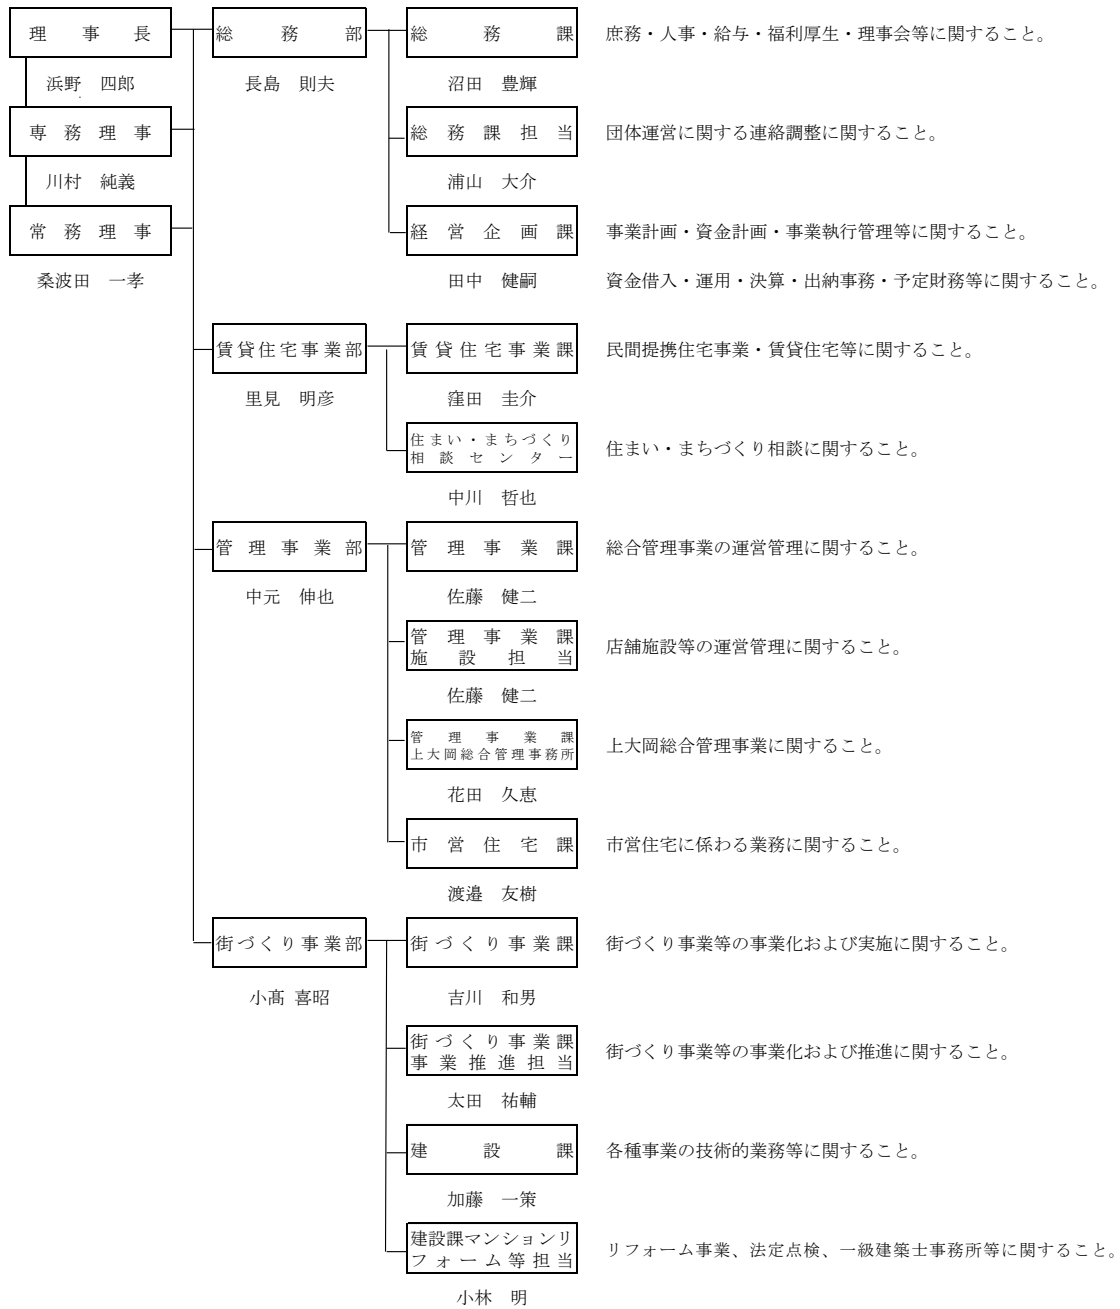 理事長
総務部
総務課
庶務・人事・給与・福利厚生・理事会等に関すること。
浜野　四郎
長島　則夫
沼田　豊輝
専務理事
総務課担当
団体運営に関する連絡調整に関すること。
川村　純義
浦山　大介
常務理事
経営企画課
事業計画・資金計画・事業執行管理等に関すること。
桑波田　一孝
田中　健嗣
資金借入・運用・決算・出納事務・予定財務等に関すること。
賃貸住宅事業部
賃貸住宅事業課
民間提携住宅事業・賃貸住宅等に関すること。
里見　明彦
窪田　圭介
住まい・まちづくり
相談センター
住まい・まちづくり相談に関すること。
中川　哲也
管理事業部
管理事業課
総合管理事業の運営管理に関すること。
中元　伸也
佐藤　健二
管理事業課
施設担当
店舗施設等の運営管理に関すること。
佐藤　健二
管理事業課
上大岡総合管理事務所
上大岡総合管理事業に関すること。
花田　久恵
市営住宅課
市営住宅に係わる業務に関すること。
渡邉　友樹
街づくり事業部
街づくり事業課
街づくり事業等の事業化および実施に関すること。
小髙 喜昭
吉川　和男
街づくり事業課
事業推進担当
街づくり事業等の事業化および推進に関すること。
太田　祐輔
建設課
各種事業の技術的業務等に関すること。
加藤　一策
建設課マンションリ
フォーム等担当
リフォーム事業、法定点検、一級建築士事務所等に関すること。
小林　明